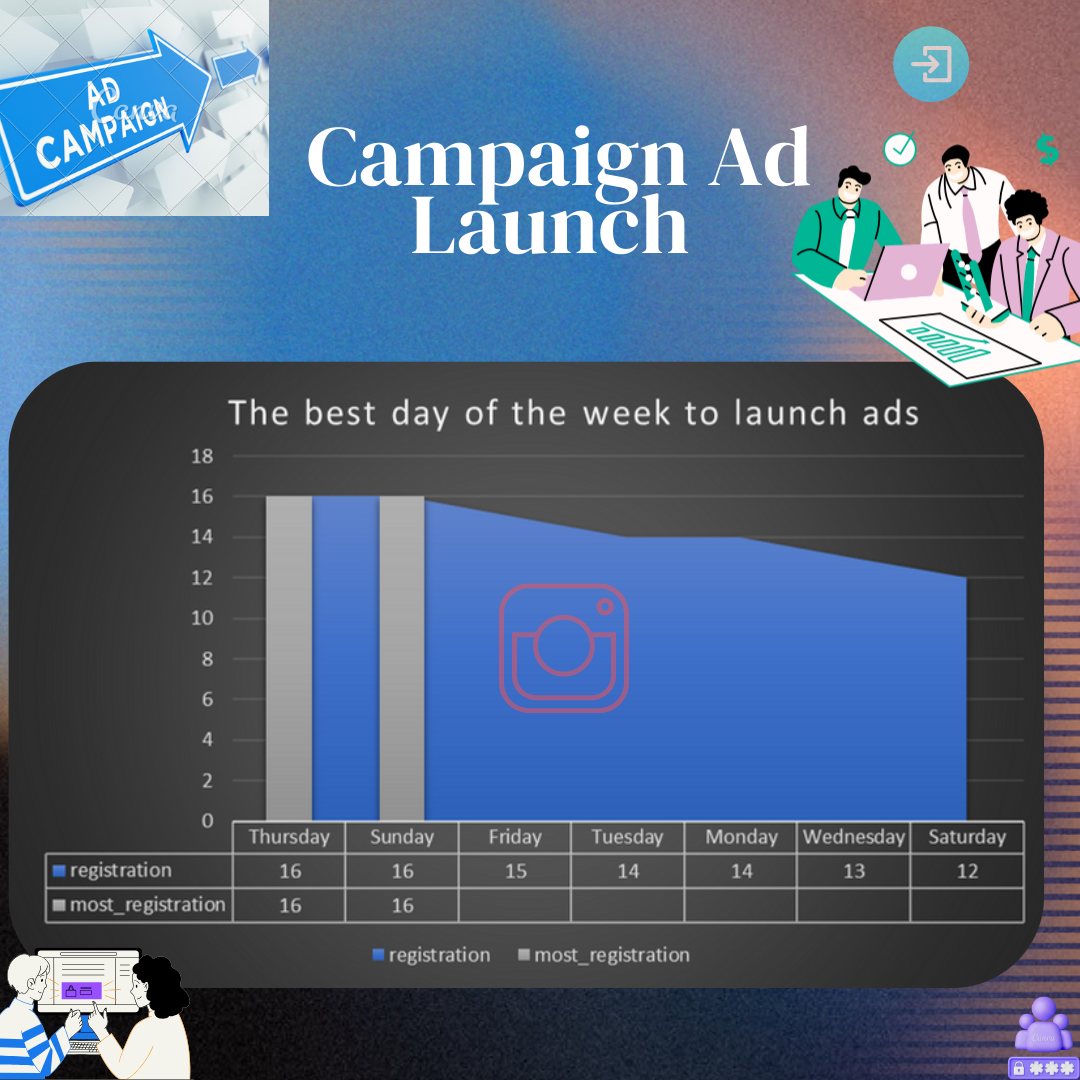 AD
CAMPAIGN
Canva
Campaign Ad
Launch
$
The best day of the week to launch ads
18
16
14
12
10
8
6
4
2
0
Thursday Sunday Friday Tuesday Monday Wednesday Saturday
registration 16 16 15 14 14 13 12
most_registration 16 16
registration most_registration
Canva
***